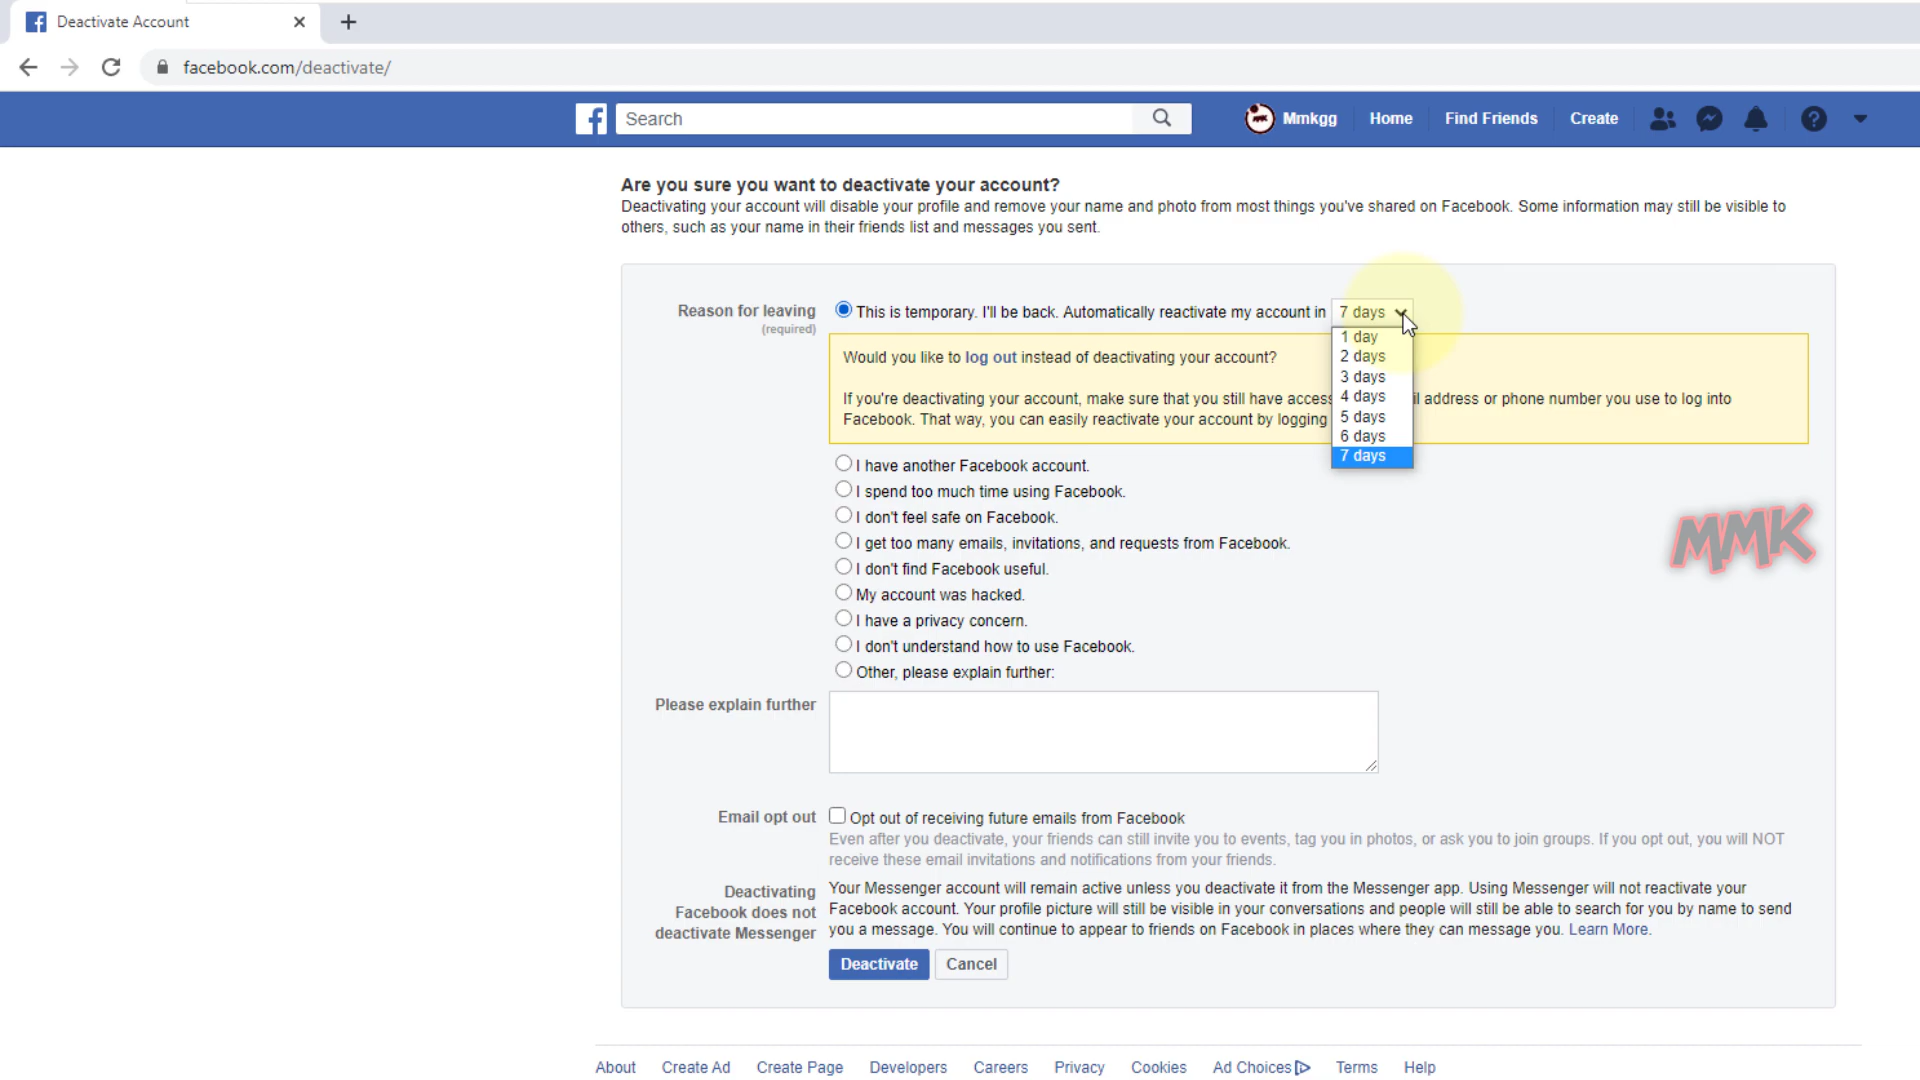 Deactivate Account
facebook.com/deactivate/
Search
Mmkgg
Home
Find Friends
Create
Are you sure you want to deactivate your account?
Deactivating your account will disable your profile and remove your name and photo from most things you've shared on Facebook. Some information may still be visible to
others, such as your name in their friends list and messages you sent.
Reason for leaving
(required)
This is temporary. I'll be back. Automatically reactivate my account in
7 days
1 day
2 days
3 days
4 days
5 days
6 days
7 days
Would you like to log out instead of deactivating your account?
If you're deactivating your account, make sure that you still have access address or phone number you use to log into
Facebook. That way, you can easily reactivate your account by logging
I have another Facebook account.
I spend too much time using Facebook.
I don't feel safe on Facebook.
I get too many emails, invitations, and requests from Facebook.
I don't find Facebook useful.
My account was hacked.
I have a privacy concern.
I don't understand how to use Facebook.
Other, please explain further:
MMK
Please explain further
Email opt out
Opt out of receiving future emails from Facebook
Even after you deactivate, your friends can still invite you to events, tag you in photos, or ask you to join groups. If you opt out, you will NOT
receive these email invitations and notifications from your friends.
Deactivating
Facebook does not
deactivate Messenger
Your Messenger account will remain active unless you deactivate it from the Messenger app. Using Messenger will not reactivate your
Facebook account. Your profile picture will still be visible in your conversations and people will still be able to search for you by name to send
you a message. You will continue to appear to friends on Facebook in places where they can message you. Learn More.
Deactivate
Cancel
About
Create Ad
Create Page
Developers
Careers
Privacy
Cookies
Ad Choices
Terms
Help